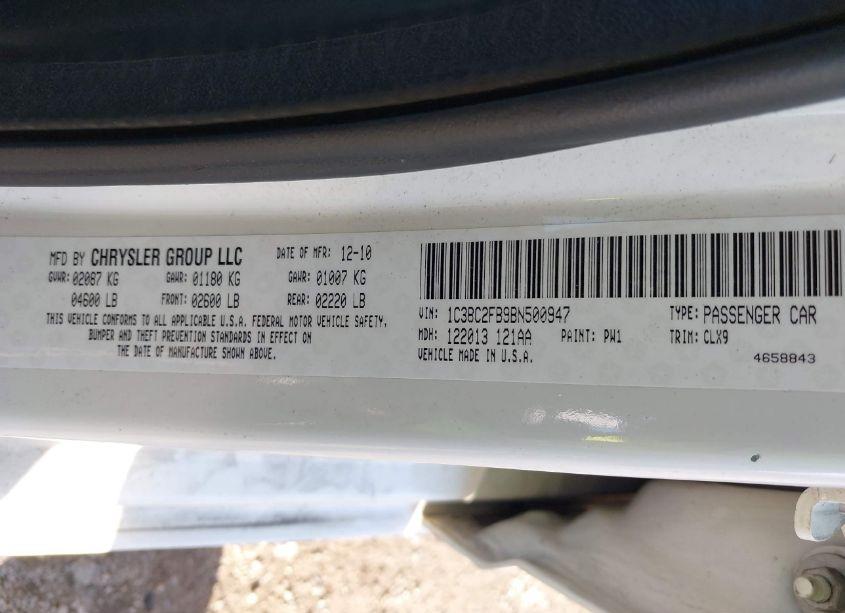 MFD BY CHRYSLER GROUP LLC DATE OF MFR: 12-10
GVWR: 02087 KG GAWR: 01180 KG GAWR: 01007 KG
04600 LB FRONT: 02600 LB REAR: 02220 LB
THIS VEHICLE CONFORMS TO ALL APPLICABLE U.S.A. FEDERAL MOTOR VEHICLE SAFETY,
BUMPER AND THEFT PREVENTION STANDARDS IN EFFECT ON
THE DATE OF MANUFACTURE SHOWN ABOVE.
VIN: 1C3BC2FB9BN500947 TYPE: PASSENGER CAR
MDH: 122013 121AA PAINT: PW1 TRIM: CLX9
VEHICLE MADE IN U.S.A. 4658843